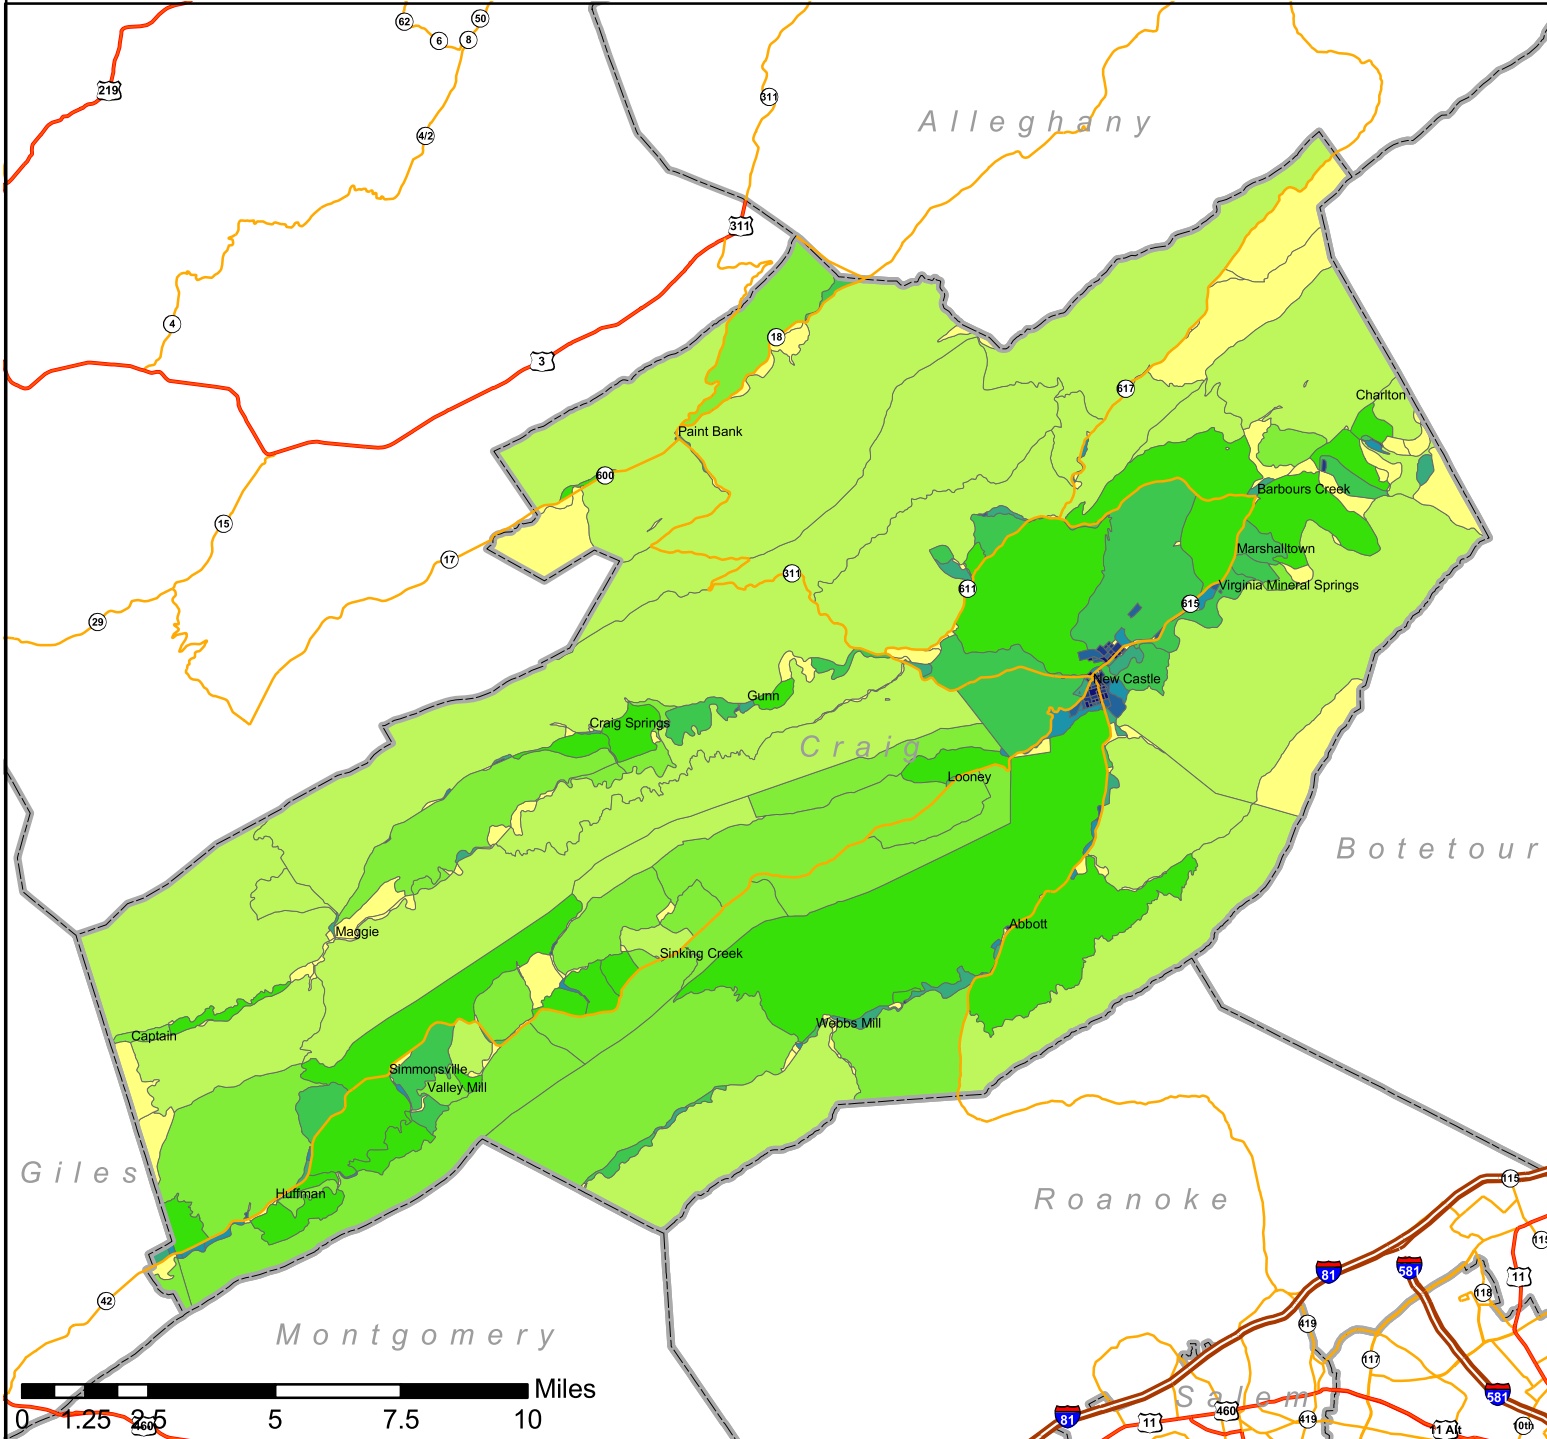 62
50
6
8
219
311
4/2
Alleghany
311
4
18
3
617
Charlton
Paint Bank
600
Barbours Creek
15
Marshalltown
17
311
611
Virginia Mineral Springs
615
29
New Castle
Gunn
Craig Springs
Craig
Looney
Botetour
Abbott
Maggie
Sinking Creek
Webbs Mill
Captain
Simmonsville
Valley Mill
Giles
115
Huffman
Roanoke
115
81
581
11
118
42
419
Montgomery
117
Miles
Salem
581
0 1.25 2.5 5 7.5 10
460
81
11
460
419
11 Alt
10th